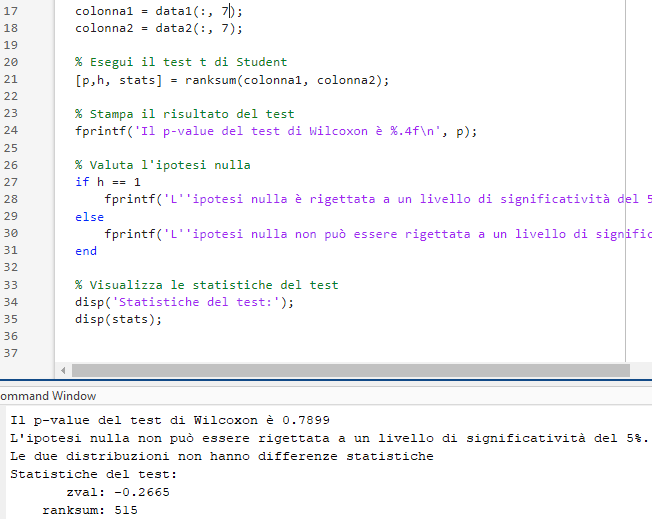 17 colonna1 = data1(:, 7);
18 colonna2 = data2(:, 7);
19
20 % Esegui il test t di Student
21 [p,h, stats] = ranksum(colonna1, colonna2);
22
23 % Stampa il risultato del test
24 fprintf('Il p-value del test di Wilcoxon è %.4f\n', p);
25
26 % Valuta l'ipotesi nulla
27 if h == 1
28 fprintf('L''ipotesi nulla è rigettata a un livello di significatività del 5
29 else
30 fprintf('L''ipotesi nulla non può essere rigettata a un livello di signific
31 end
32
33 % Visualizza le statistiche del test
34 disp('Statistiche del test:');
35 disp(stats);
36
37
ommand Window
Il p-value del test di Wilcoxon è 0.7899
L'ipotesi nulla non può essere rigettata a un livello di significatività del 5%.
Le due distribuzioni non hanno differenze statistiche
Statistiche del test:
zval: -0.2665
ranksum: 515